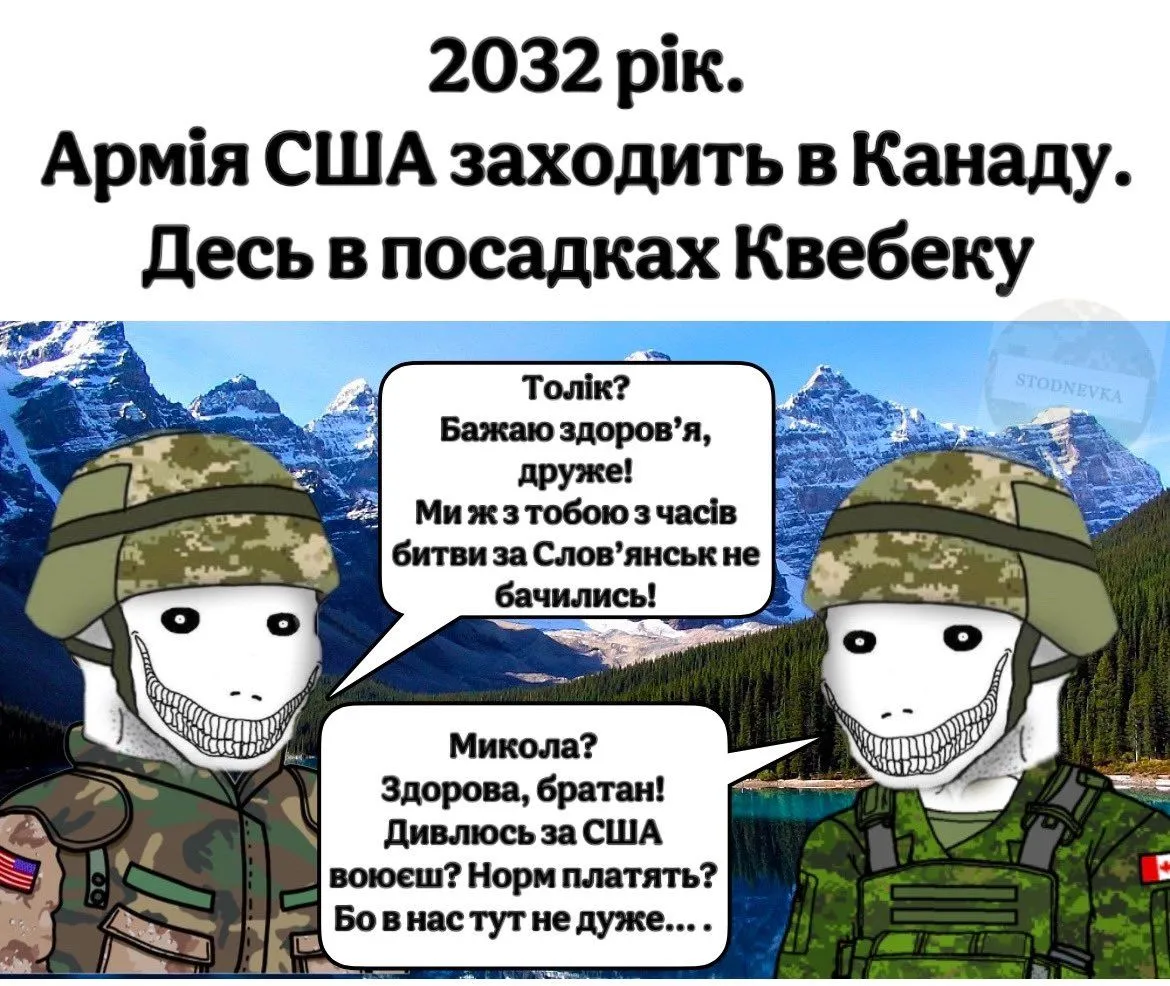 2032 рік.
Армія США заходить в Канаду.
Десь в посадках Квебеку
STODNEVKA
Толік?
Бажаю здоров’я,
друже!
Ми ж з тобою з часів
битви за Слов’янськ не
бачились!
Микола?
Здорова, братан!
Дивлюсь за США
воюєш? Норм платять?
Бо в нас тут не дуже... .